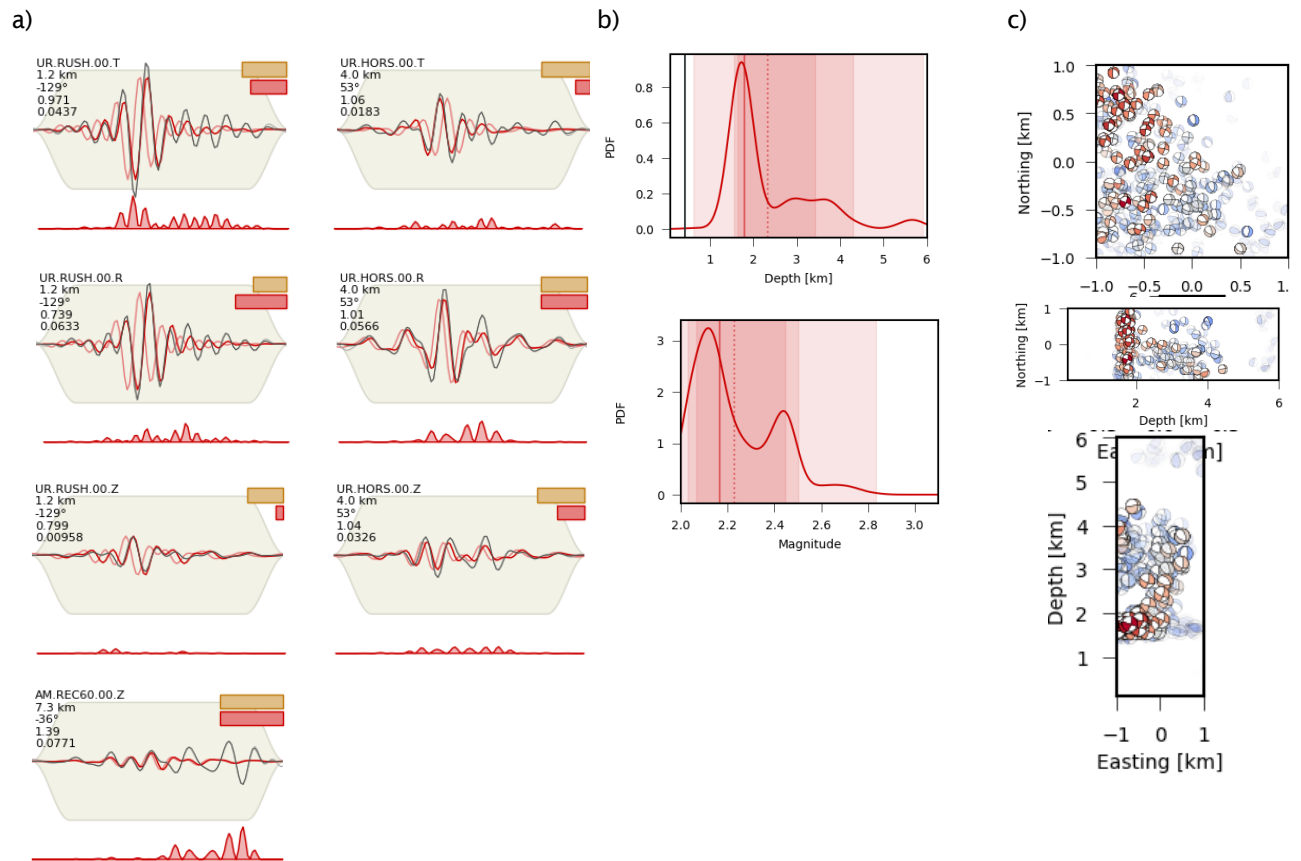 a)
UR.RUSH.00.T
1.2 km
-129°
0.971
0.0437
UR.HORS.00.T
4.0 km
53°
1.06
0.0183
UR.RUSH.00.R
1.2 km
-129°
0.739
0.0633
UR.HORS.00.R
4.0 km
53°
1.01
0.0566
UR.RUSH.00.Z
1.2 km
-129°
0.799
0.00958
UR.HORS.00.Z
4.0 km
53°
1.04
0.0326
AM.REC60.00.Z
7.3 km
-36°
1.39
0.0771
b)
PDF
0.8
0.6
0.4
0.2
0.0
1 2 3 4 5 6
Depth [km]
PDF
3
2
1
0
2.0 2.2 2.4 2.6 2.8 3.0
Magnitude
c)
Northing [km]
1.0
0.5
0.0
−0.5
−1.0
−1.0 −0.5 0.0 0.5 1.
Northing [km]
1
0
−1
2 4 6
Depth [km]
Depth [km]
6
5
4
3
2
1
−1 0 1
Easting [km]